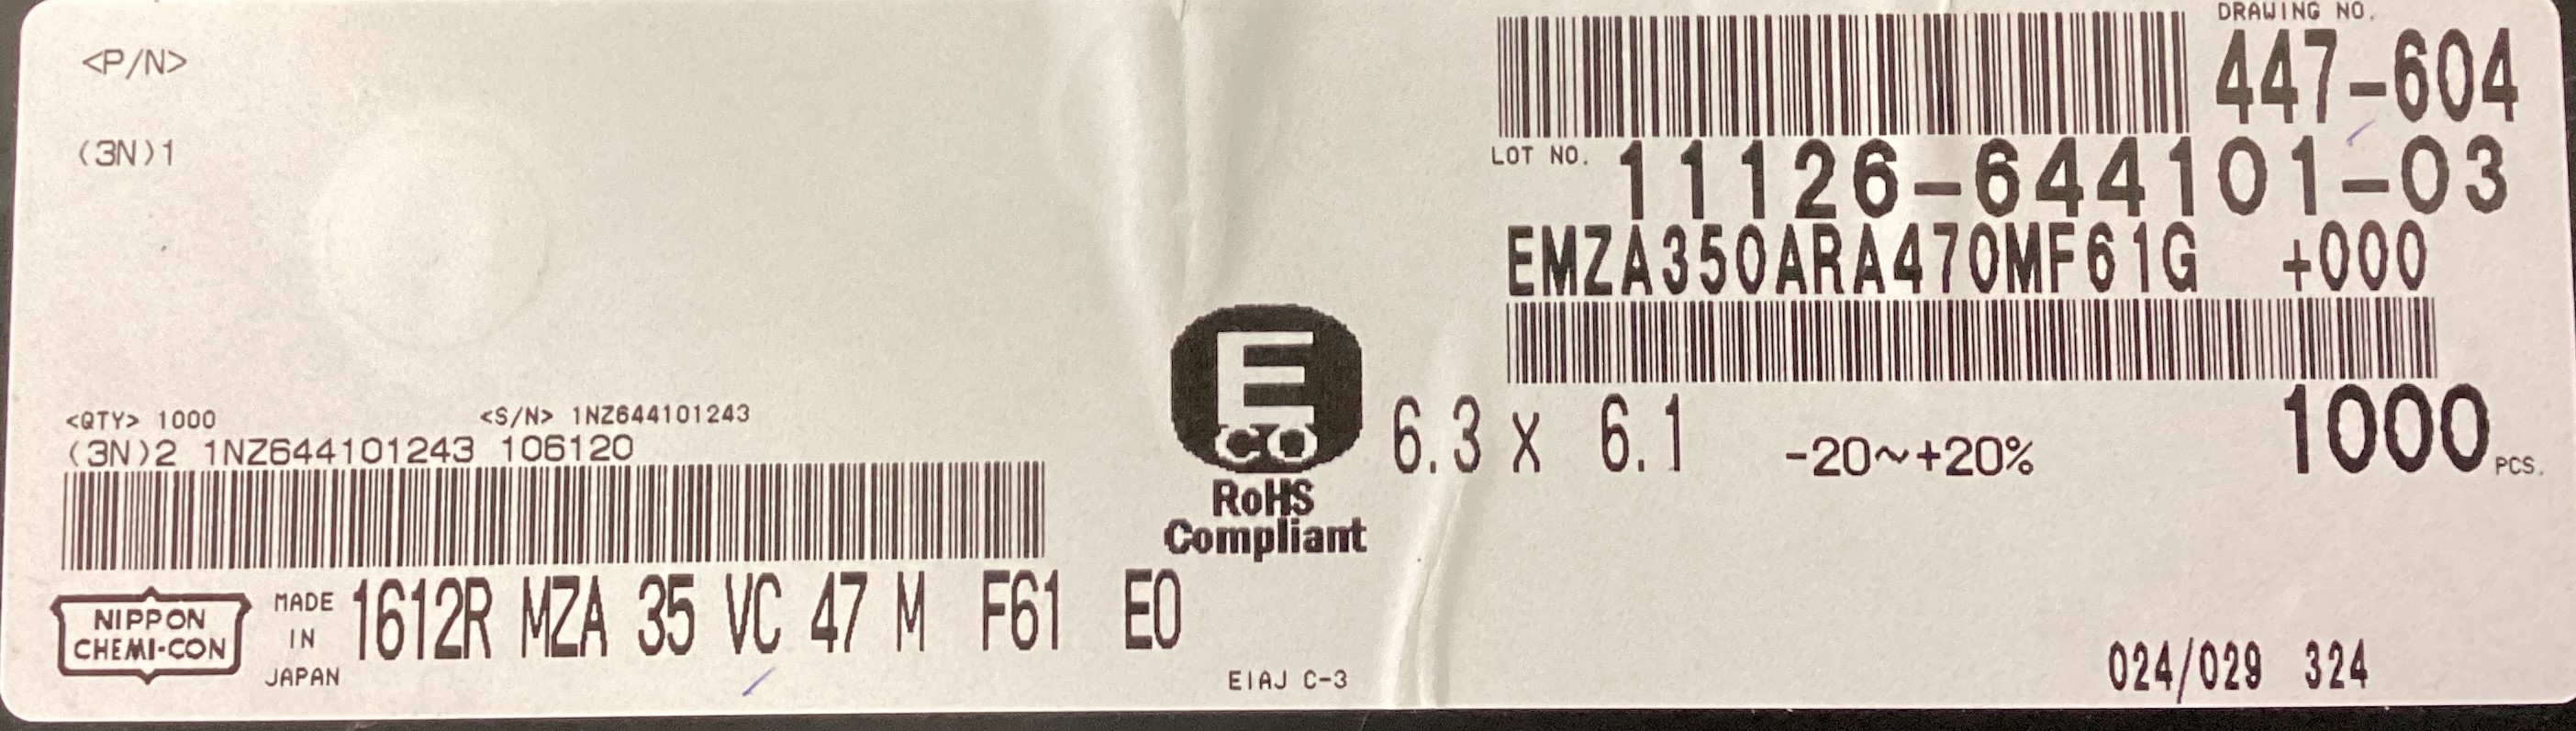 <P/N>
(3N)1
<QTY> 1000 <S/N> 1NZ644101243
(3N)2 1NZ644101243 106120
NIPPON
CHEMI-CON
MADE
IN
JAPAN
1612R MZA 35 VC 47 M F61 E0
EIAJ C-3
E
CO
RoHS
Compliant
DRAWING NO.
447-604
LOT NO. 11126-644101-03
EMZA350ARA470MF61G +000
6.3 x 6.1 -20~+20% 1000 PCS.
024/029 324